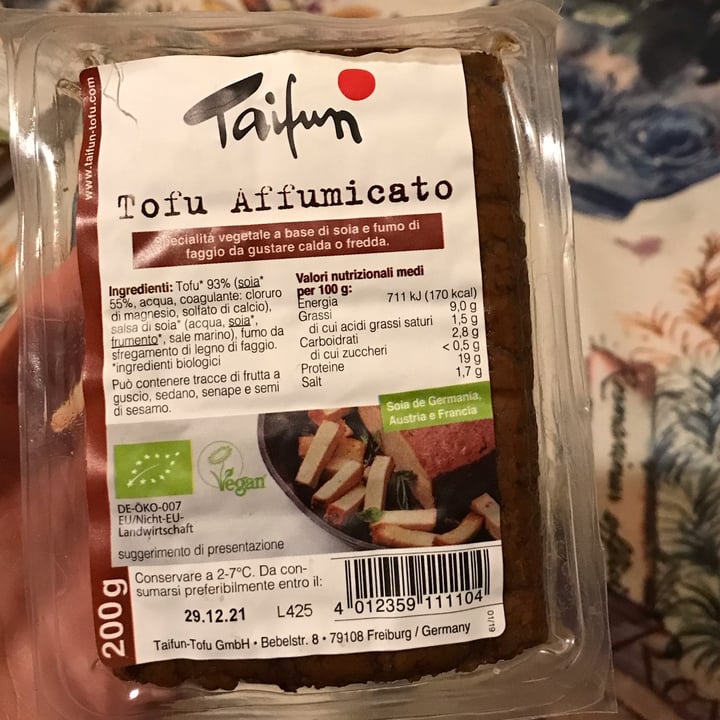 www.taifun-tofu.com
Taifun
Tofu Affumicato
Specialità vegetale a base di soia e fumo di
faggio da gustare calda o fredda.
Ingredienti: Tofu* 93% (soia*
55%, acqua, coagulante: cloruro
di magnesio, solfato di calcio),
salsa di soia* (acqua, soia*,
frumento*, sale marino), fumo da
sfregamento di legno di faggio.
*ingredienti biologici
Può contenere tracce di frutta a
guscio, sedano, senape e semi
di sesamo.
Valori nutrizionali medi
per 100 g:
Energia 711 kJ (170 kcal)
Grassi 9,0 g
di cui acidi grassi saturi 1,5 g
Carboidrati 2,8 g
di cui zuccheri < 0,5 g
Proteine 19 g
Salt 1,7 g
Soia de Germania,
Austria e Francia
Vegan
DE-ÖKO-007
EU/Nicht-EU-
Landwirtschaft
suggerimento di presentazione
200g
Conservare a 2-7°C. Da con-
sumarsi preferibilmente entro il:
29.12.21 L425
4 012359 111104
01/19
Taifun-Tofu GmbH • Bebelstr. 8 • 79108 Freiburg / Germany